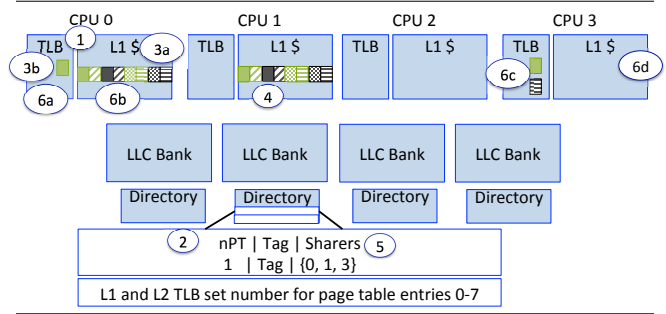 CPU 0 CPU 1 CPU 2 CPU 3
TLB 1 L1 $ 3a TLB L1 $ TLB L1 $ TLB L1 $
3b 6c 6d
6a 6b 4
LLC Bank LLC Bank LLC Bank LLC Bank
Directory Directory Directory Directory
2 nPT | Tag | Sharers 5
1 | Tag | {0, 1, 3}
L1 and L2 TLB set number for page table entries 0-7